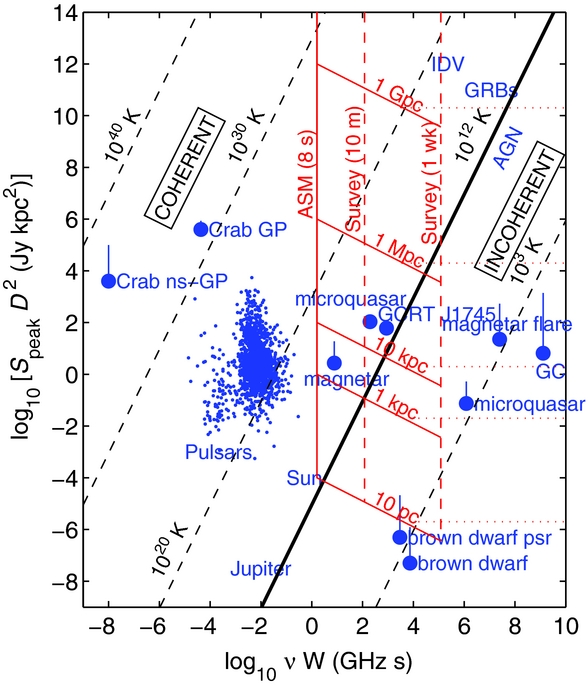 14
12
10
8
6
4
2
0
−2
−4
−6
−8
log10 [Speak D2 (Jy kpc2)]
−8
−6
−4
−2
0
2
4
6
8
10
log10 ν W (GHz s)
10^40 K
COHERENT
10^30 K
10^20 K
10^12 K
INCOHERENT
10^3 K
ASM (8 s)
Survey (10 m)
Survey (1 wk)
1 Gpc
1 Mpc
10 kpc
1 kpc
10 pc
IDV
GRBs
AGN
Crab GP
Crab ns−GP
microquasar
GCRT J1745
magnetar flare
magnetar
GC
microquasar
Pulsars
Sun
Jupiter
brown dwarf psr
brown dwarf